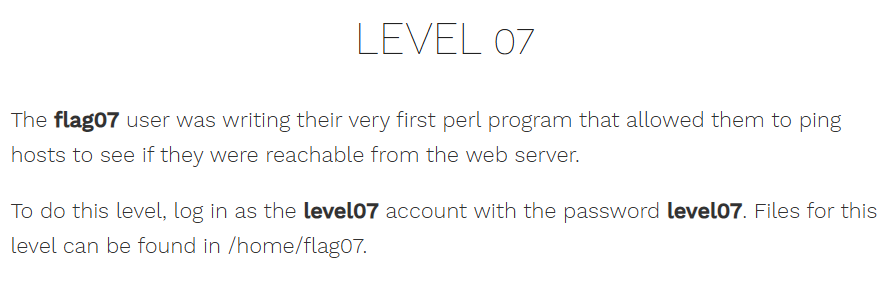 LEVEL 07
The flag07 user was writing their very first perl program that allowed them to ping
hosts to see if they were reachable from the web server.
To do this level, log in as the level07 account with the password level07. Files for this
level can be found in /home/flag07.